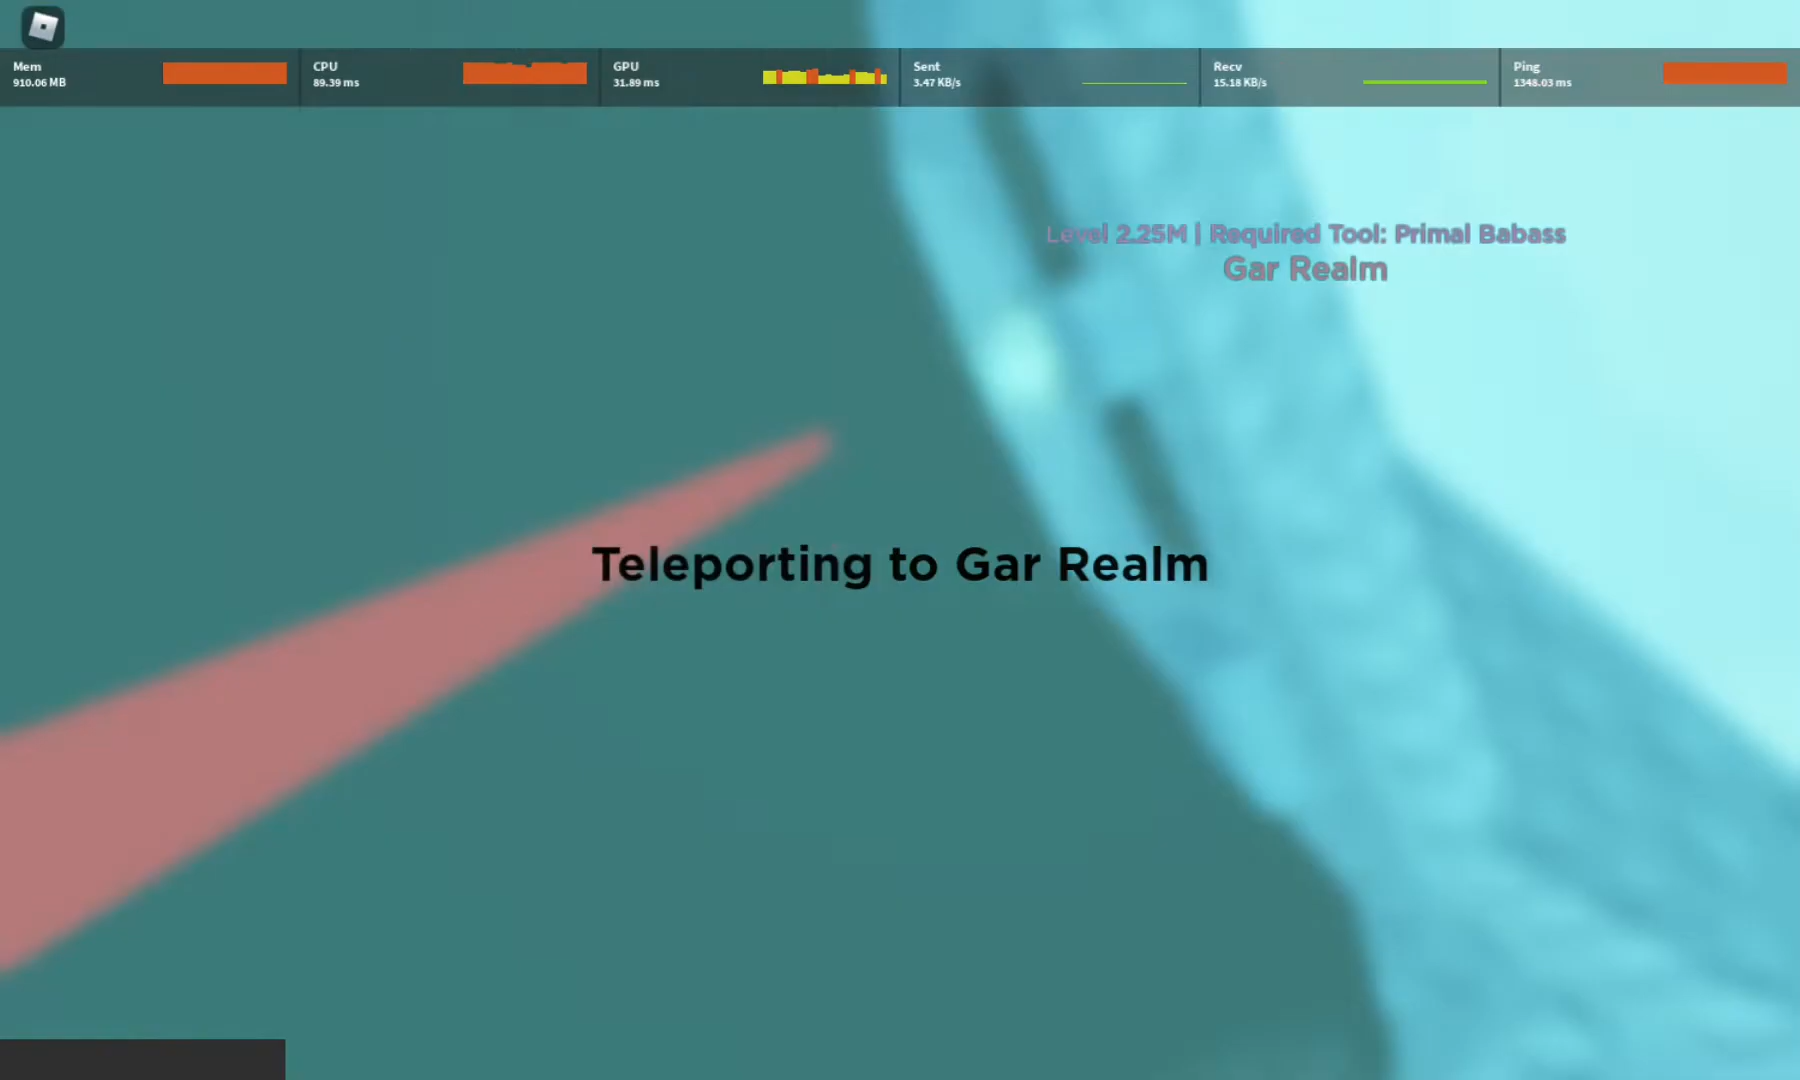 Mem
910.06 MB
CPU
89.39 ms
GPU
31.89 ms
Sent
3.47 KB/s
Recv
15.18 KB/s
Ping
1348.03 ms
Level 2.25M | Required Tool: Primal Babass
Gar Realm
Teleporting to Gar Realm